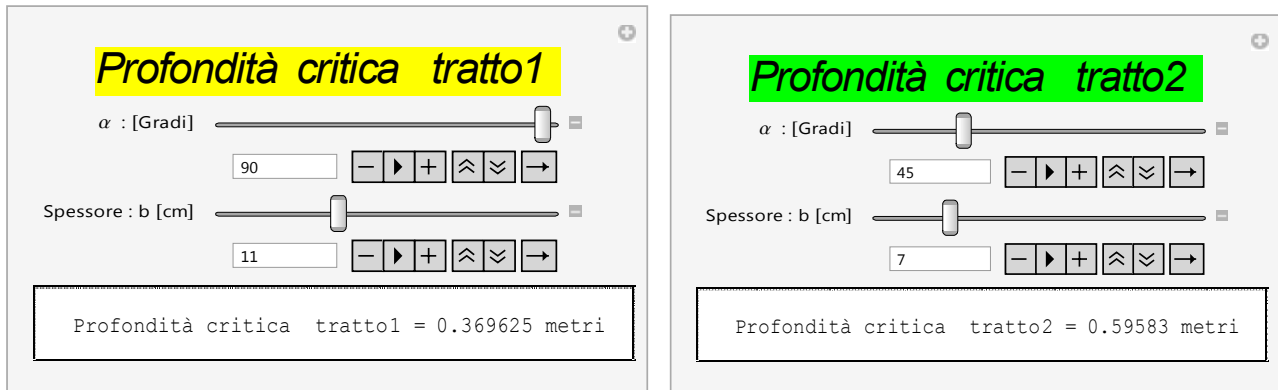 Profondità critica tratto1
α : [Gradi]
90
Spessore : b [cm]
11
Profondità critica tratto1 = 0.369625 metri
Profondità critica tratto2
α : [Gradi]
45
Spessore : b [cm]
7
Profondità critica tratto2 = 0.59583 metri